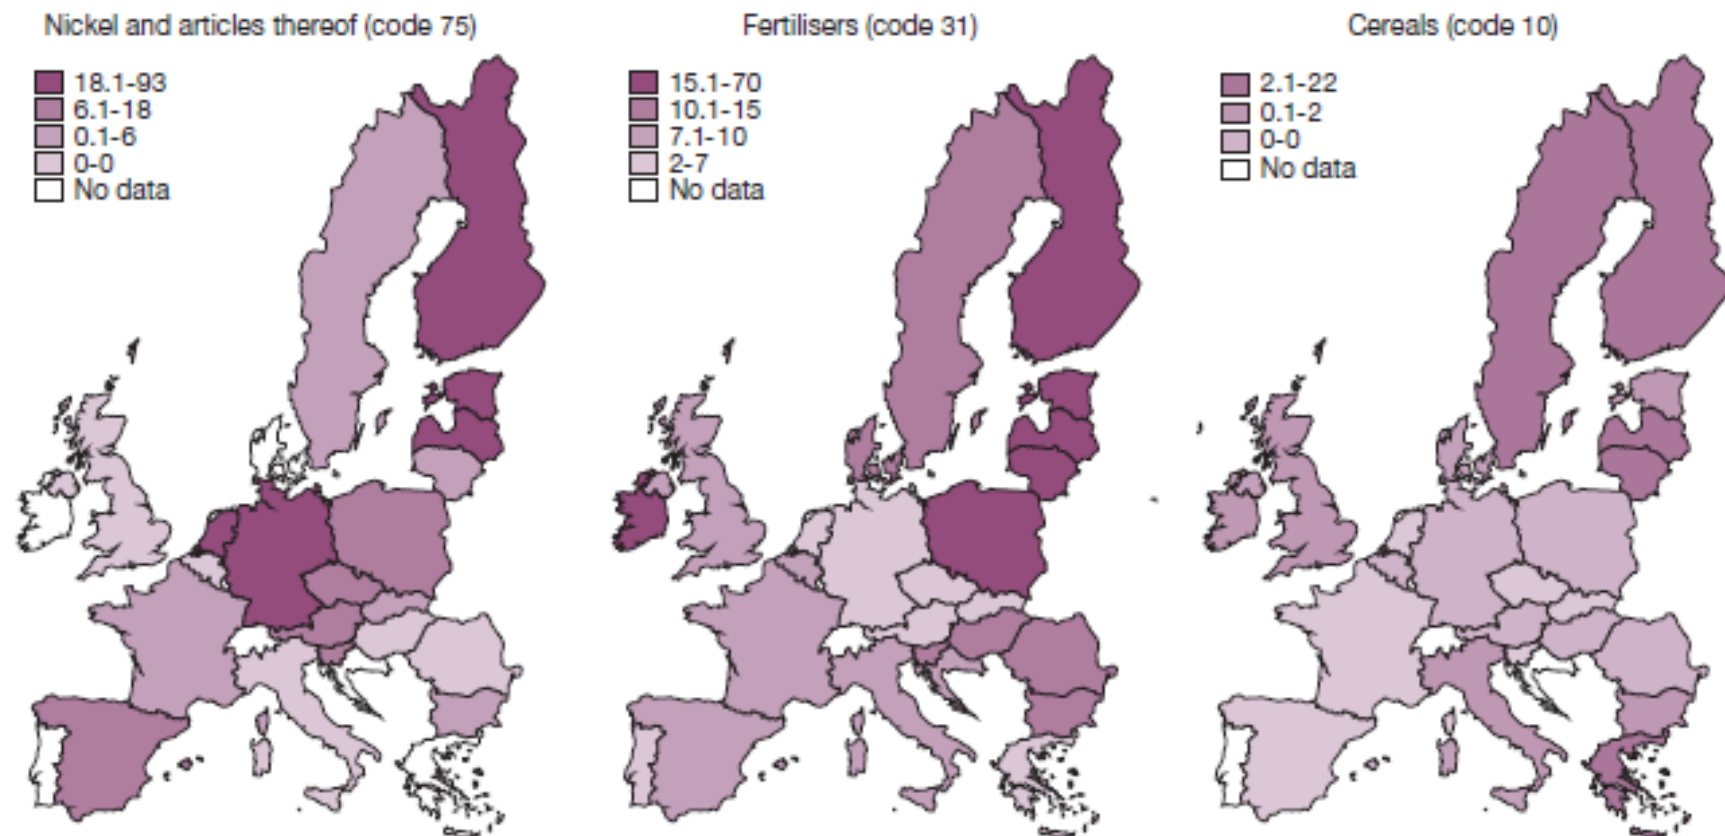 Nickel and articles thereof (code 75)
18.1-93
6.1-18
0.1-6
0-0
No data
Fertilisers (code 31)
15.1-70
10.1-15
7.1-10
2-7
No data
Cereals (code 10)
2.1-22
0.1-2
0-0
No data